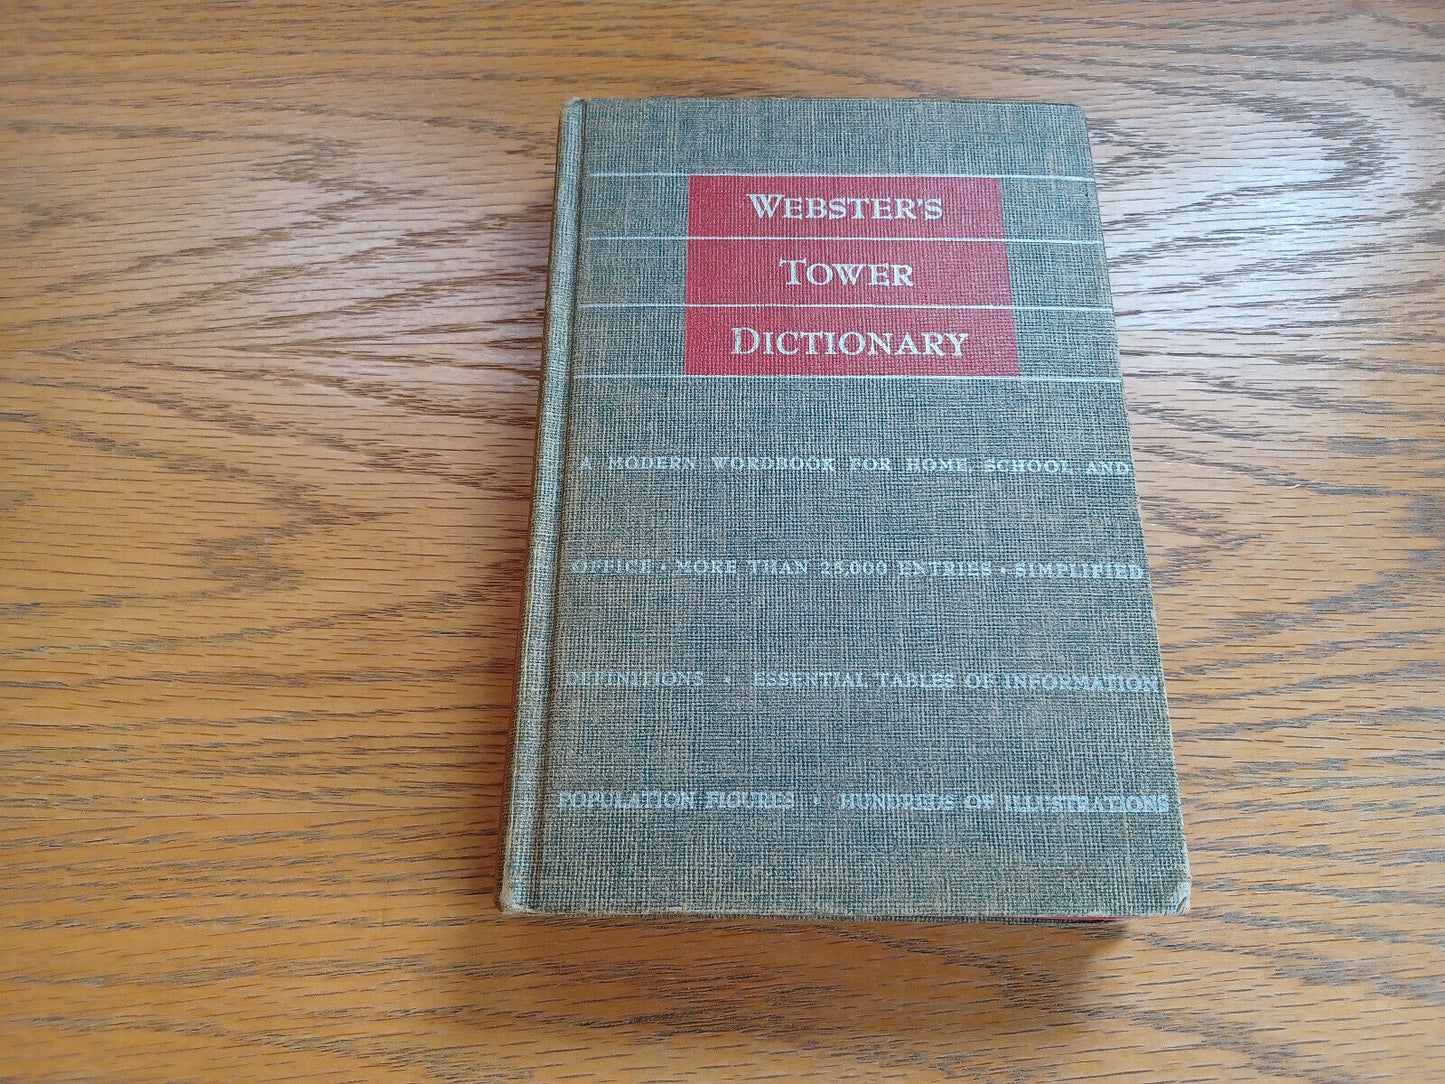 WEBSTER'S
TOWER
DICTIONARY
A MODERN WORDBOOK FOR HOME, SCHOOL AND
OFFICE • MORE THAN 25,000 ENTRIES • SIMPLIFIED
DEFINITIONS • ESSENTIAL TABLES OF INFORMATION
POPULATION FIGURES • HUNDREDS OF ILLUSTRATIONS